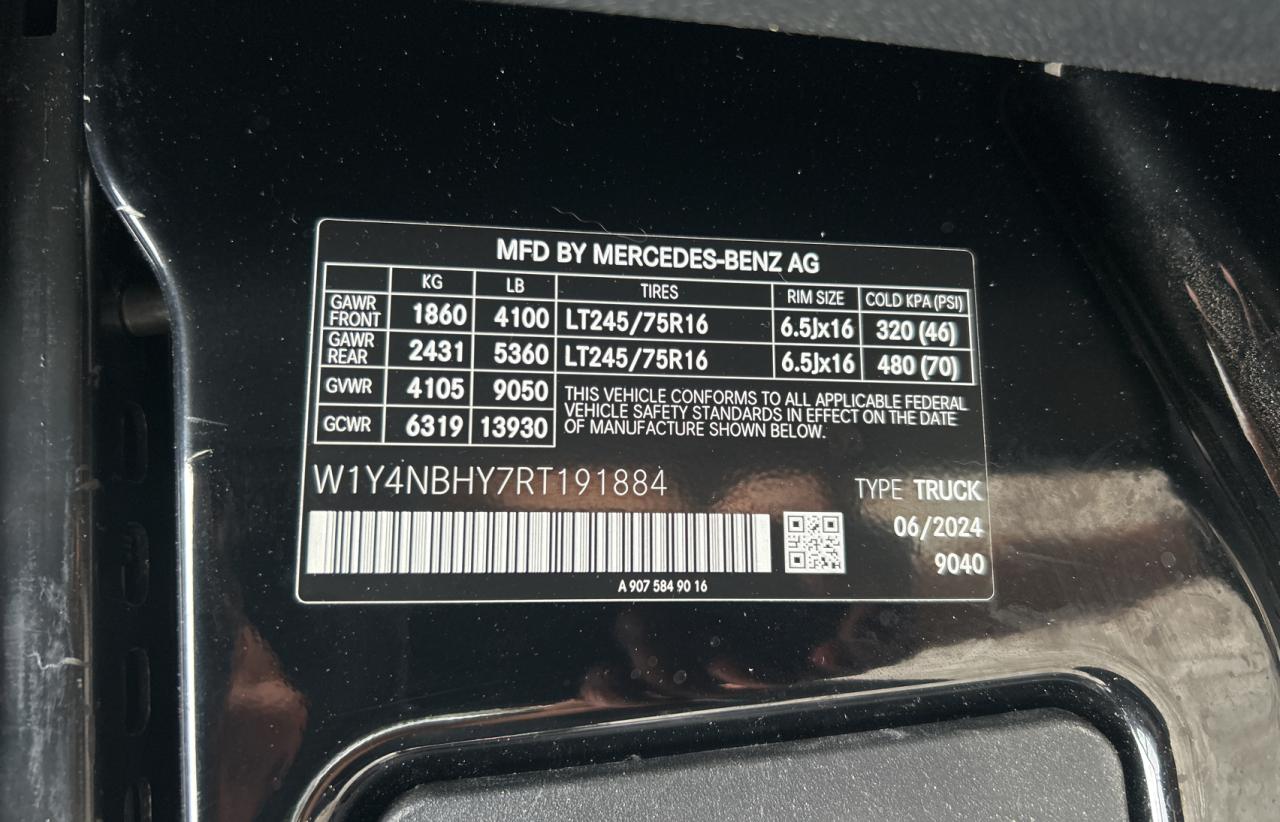 MFD BY MERCEDES-BENZ AG
KG LB TIRES RIM SIZE COLD KPA (PSI)
GAWR FRONT 1860 4100 LT245/75R16 6.5Jx16 320 (46)
GAWR REAR 2431 5360 LT245/75R16 6.5Jx16 480 (70)
GVWR 4105 9050
GCWR 6319 13930
THIS VEHICLE CONFORMS TO ALL APPLICABLE FEDERAL
VEHICLE SAFETY STANDARDS IN EFFECT ON THE DATE
OF MANUFACTURE SHOWN BELOW.
W1Y4NBHY7RT191884
TYPE TRUCK
06/2024
9040
A 907 584 90 16